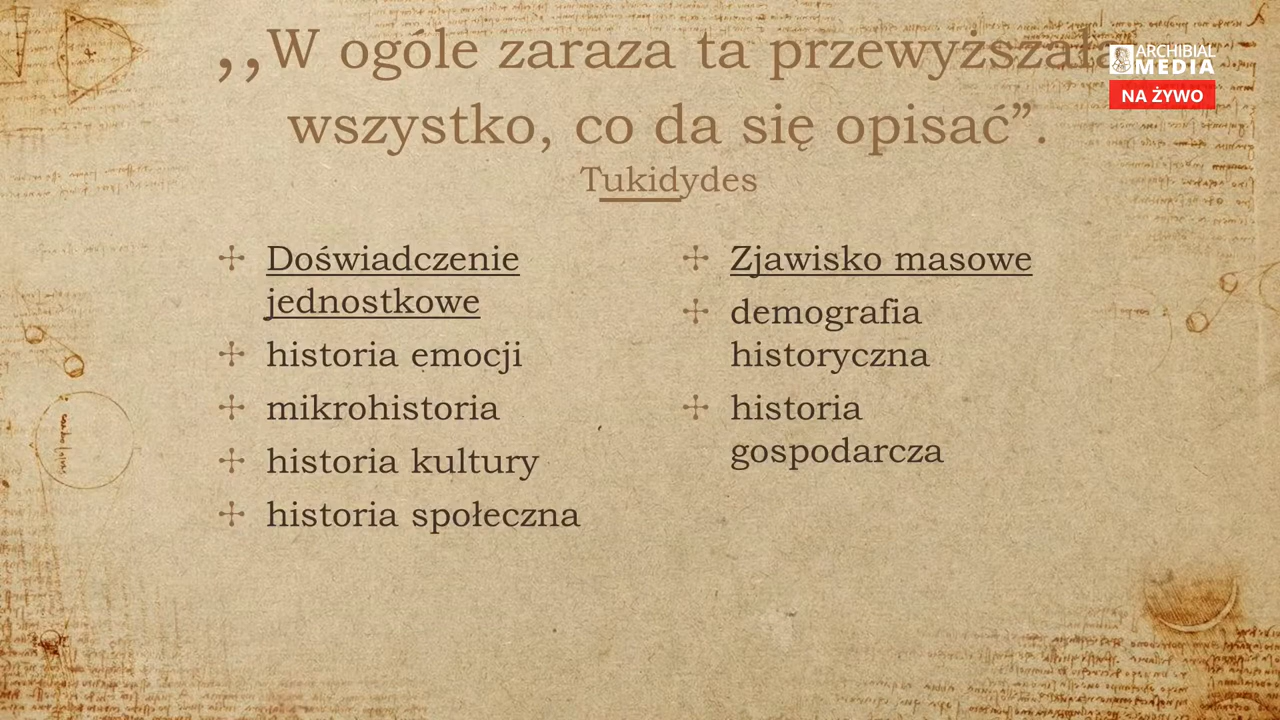 ,,W ogóle zaraza ta przewyższała
wszystko, co da się opisać”.
Tukidydes
ARCHIBIAL
MEDIA
NA ŻYWO
Doświadczenie
jednostkowe
historia emocji
mikrohistoria
historia kultury
historia społeczna
Zjawisko masowe
demografia
historyczna
historia
gospodarcza